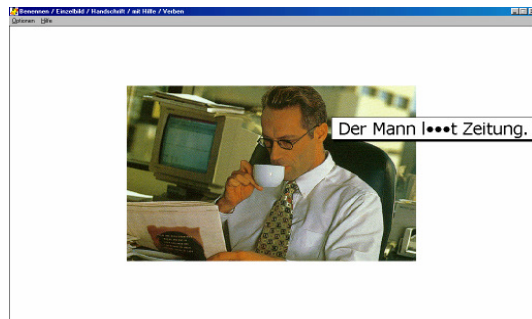 Benennen / Einzelbild / Handschrift / mit Hilfe / Verben
Optionen Hilfe
Der Mann l●●●t Zeitung.